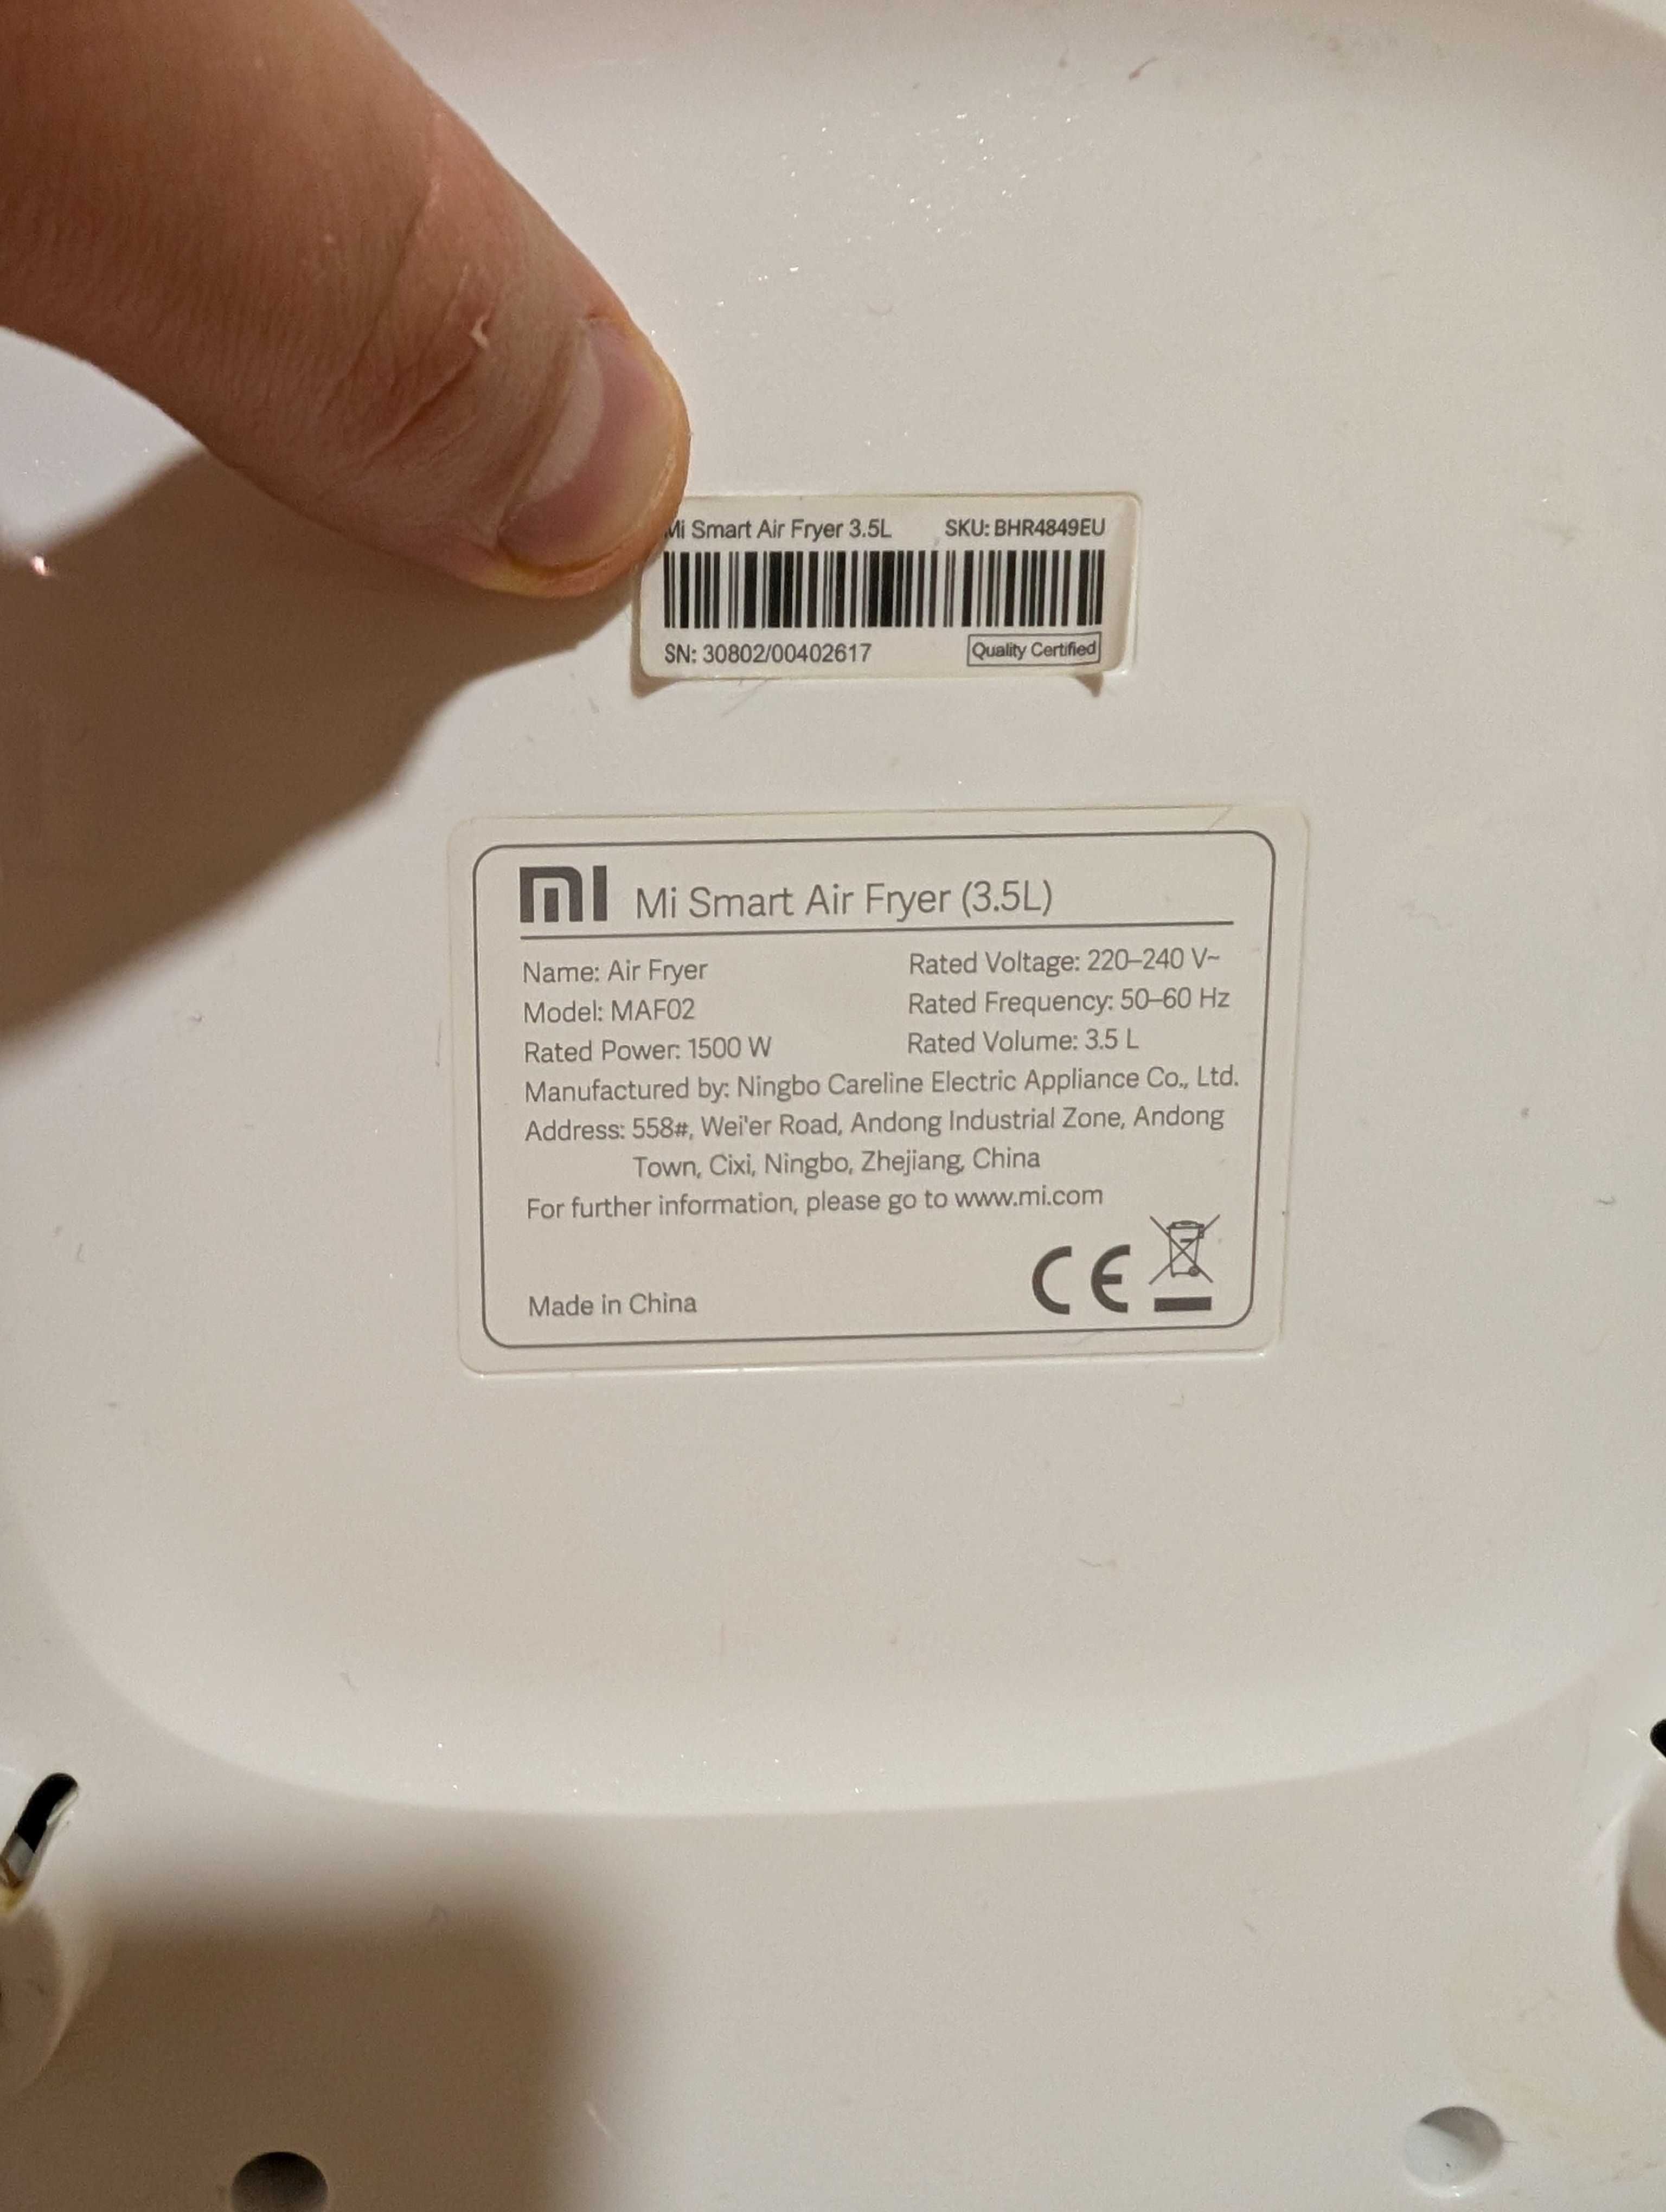 Mi Smart Air Fryer 3.5L SKU: BHR4849EU
SN: 30802/00402617 Quality Certified
mi Mi Smart Air Fryer (3.5L)
Name: Air Fryer Rated Voltage: 220–240 V~
Model: MAF02 Rated Frequency: 50–60 Hz
Rated Power: 1500 W Rated Volume: 3.5 L
Manufactured by: Ningbo Careline Electric Appliance Co., Ltd.
Address: 558#, Wei'er Road, Andong Industrial Zone, Andong
Town, Cixi, Ningbo, Zhejiang, China
For further information, please go to www.mi.com
Made in China CE